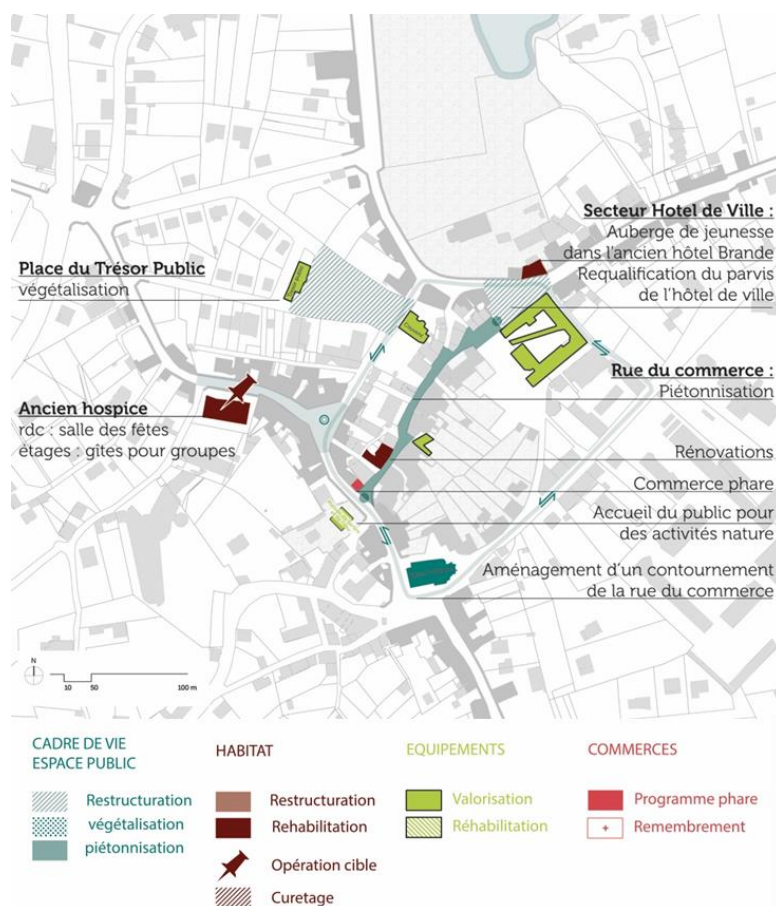 Secteur Hotel de Ville :
Auberge de jeunesse
dans l'ancien hôtel Brande
Requalification du parvis
de l'hôtel de ville
Place du Trésor Public
végétalisation
Rue du commerce :
Piétonnisation
Ancien hospice
rdc : salle des fêtes
étages : gîtes pour groupes
Rénovations
Commerce phare
Accueil du public pour
des activités nature
Aménagement d'un contournement
de la rue du commerce
N
10 50 100 m
CADRE DE VIE
ESPACE PUBLIC
Restructuration
végétalisation
piétonnisation
HABITAT
Restructuration
Rehabilitation
Opération cible
Curetage
EQUIPEMENTS
Valorisation
Réhabilitation
COMMERCES
Programme phare
Remembrement